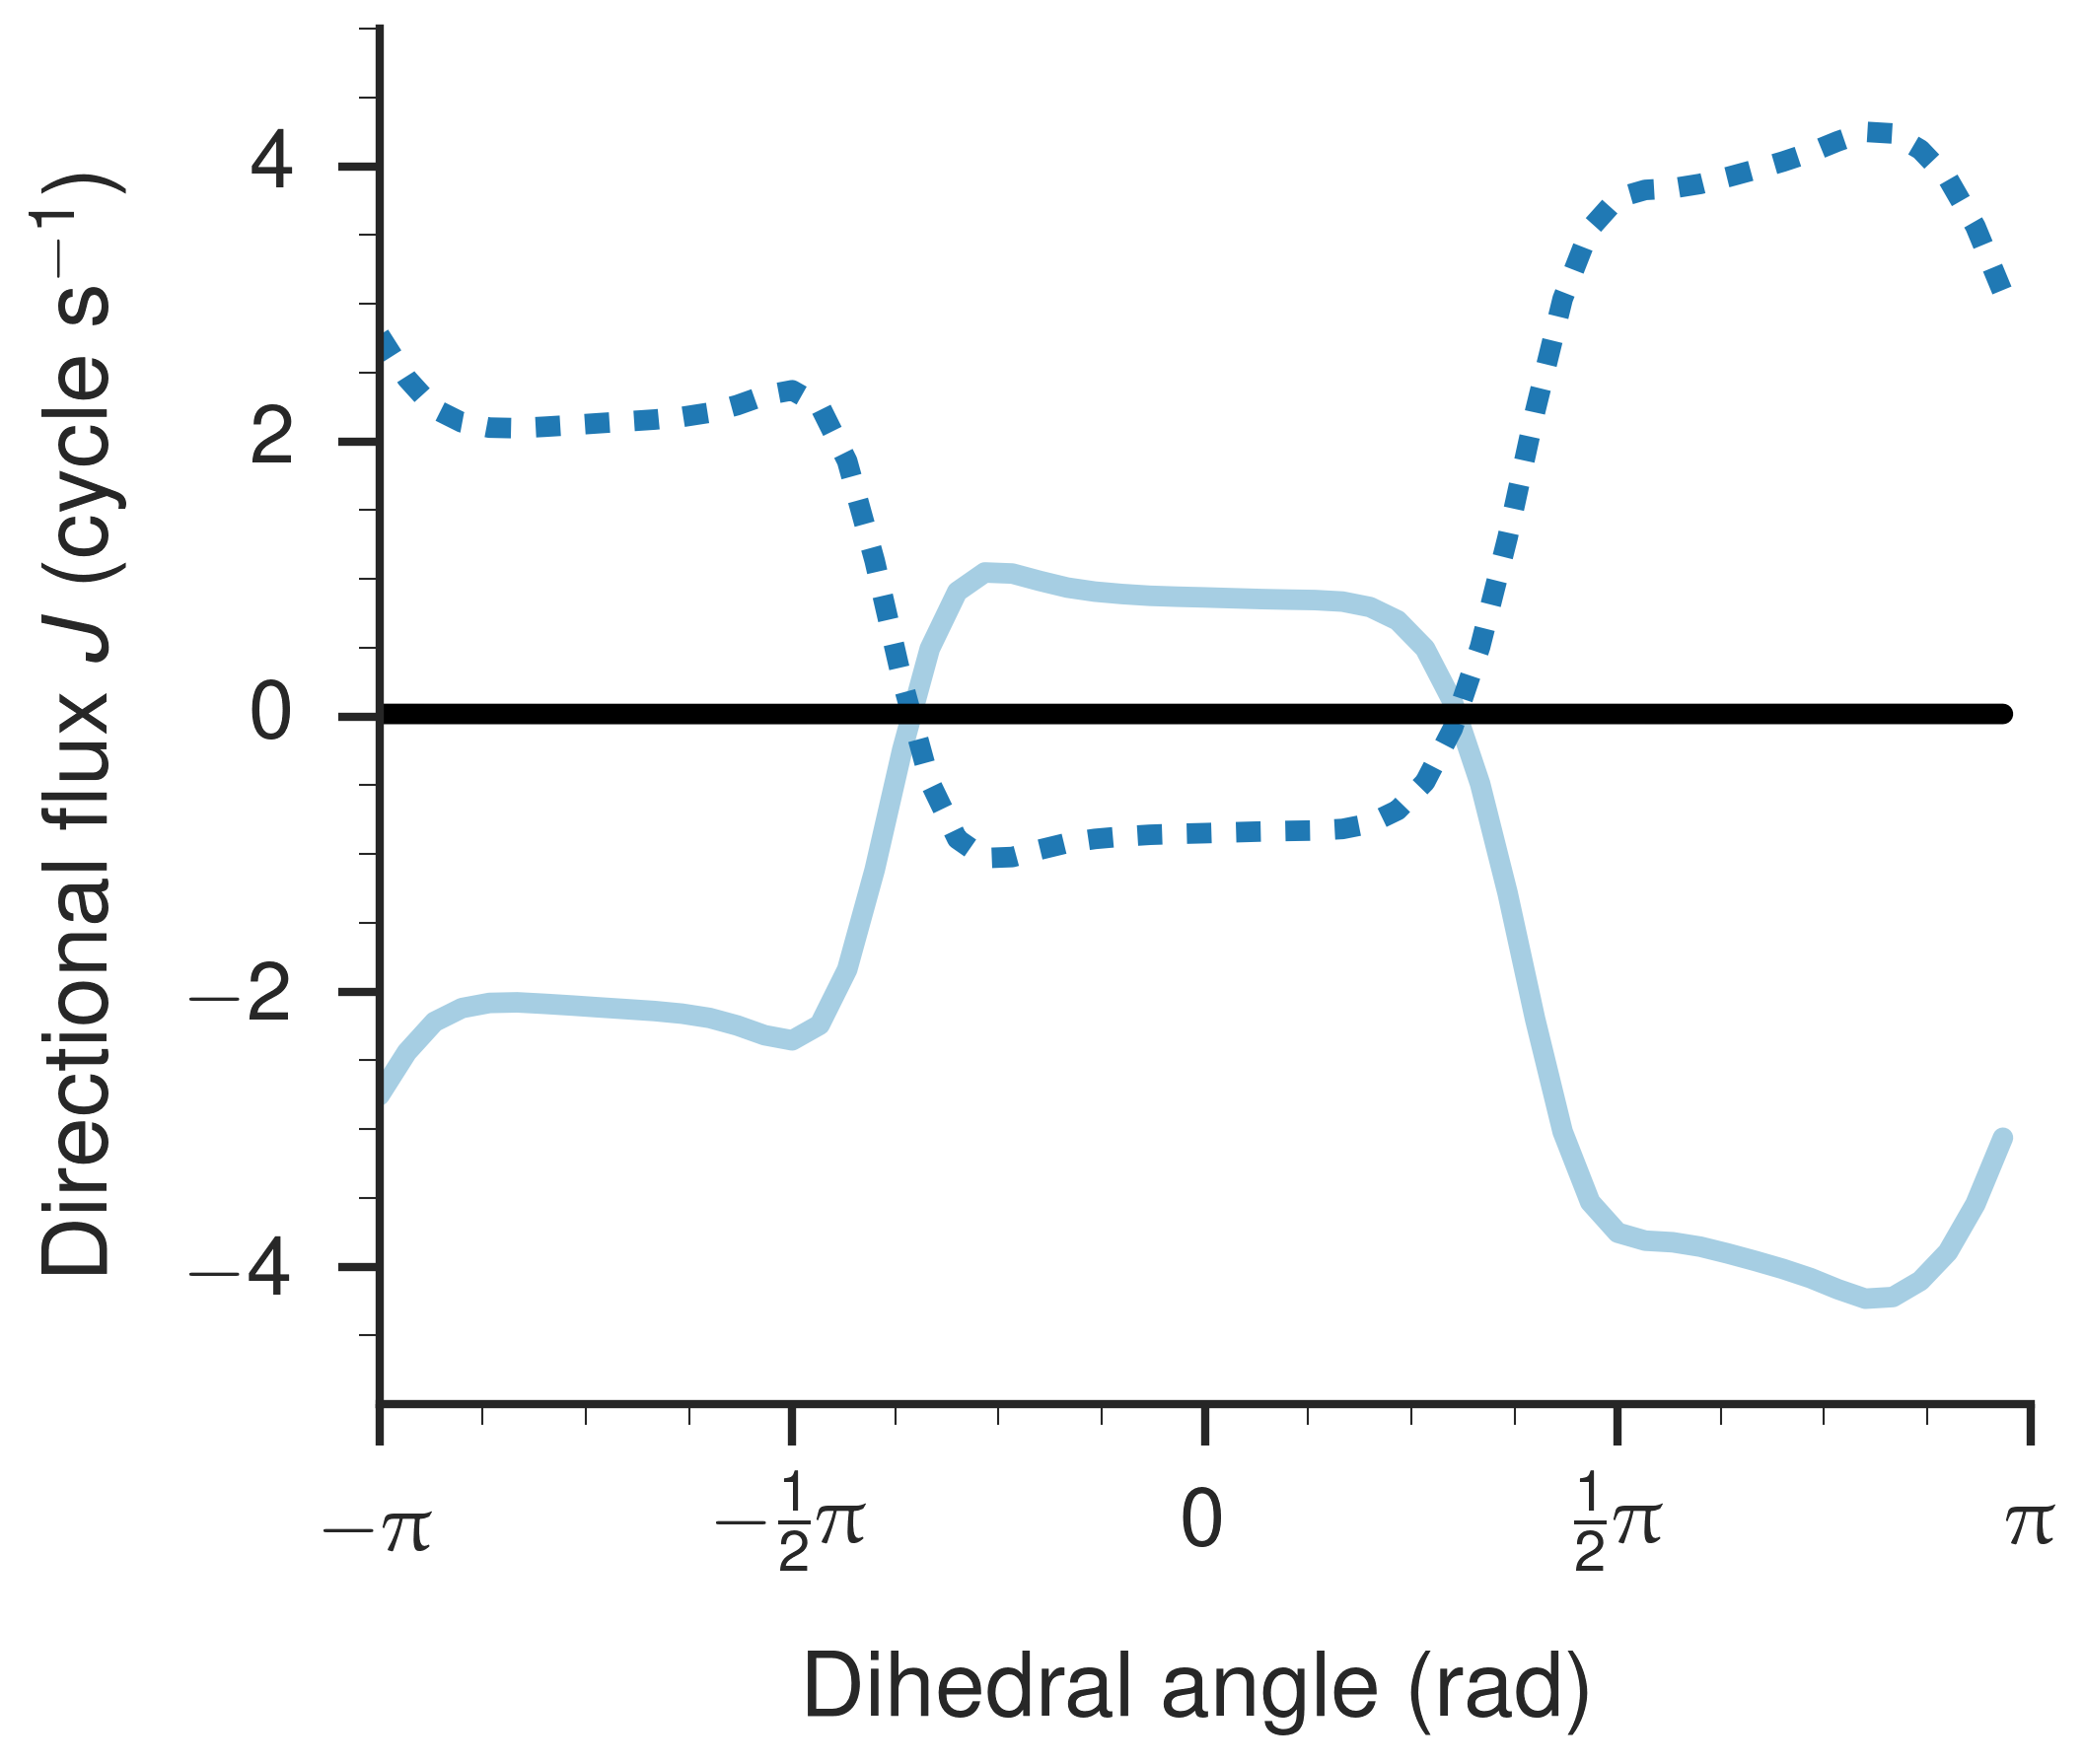 Directional flux J (cycle s⁻¹)
4
2
0
−2
−4
−π
−½π
0
½π
π
Dihedral angle (rad)